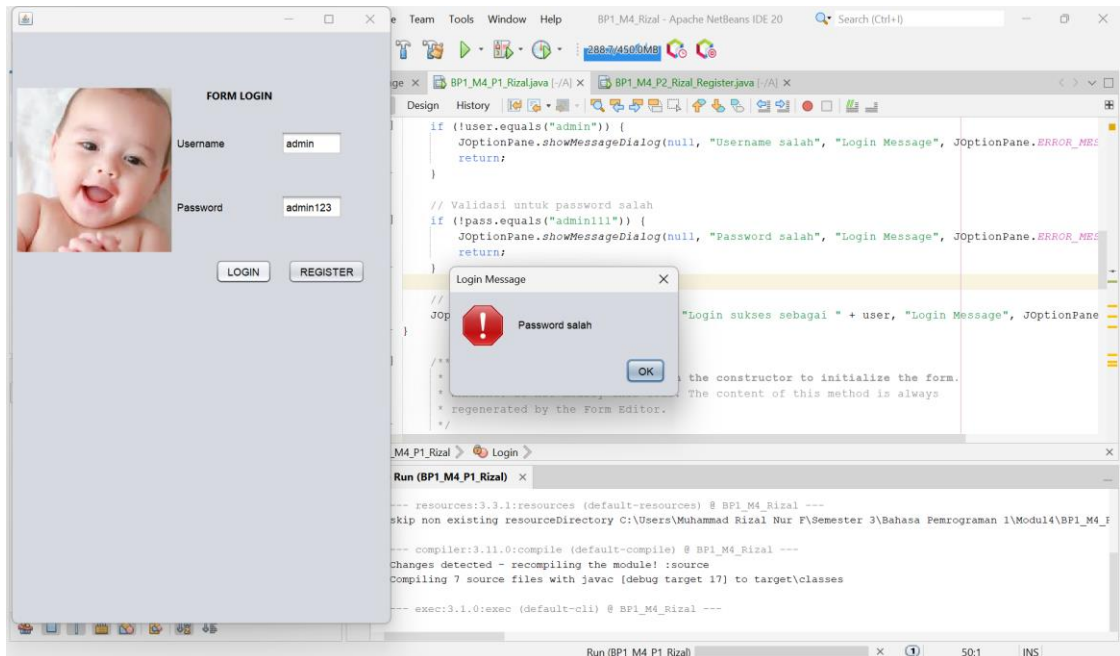 e Team Tools Window Help BP1_M4_Rizal - Apache NetBeans IDE 20 Search (Ctrl+I)
FORM LOGIN
Username admin
Password admin123
LOGIN REGISTER
ge BP1_M4_P1_Rizal.java [-/A] BP1_M4_P2_Rizal_Register.java [-/A]
Design History
if (!user.equals("admin")) {
JOptionPane.showMessageDialog(null, "Username salah", "Login Message", JOptionPane.ERROR_MES
return;
}
// Validasi untuk password salah
if (!pass.equals("admin111")) {
JOptionPane.showMessageDialog(null, "Password salah", "Login Message", JOptionPane.ERROR_MES
return;
}
//
JOp "Login sukses sebagai " + user, "Login Message", JOptionPane
}
/**
* the constructor to initialize the form.
* The content of this method is always
* regenerated by the Form Editor.
*/
Login Message
Password salah
OK
_M4_P1_Rizal Login
Run (BP1_M4_P1_Rizal)
--- resources:3.3.1:resources (default-resources) @ BP1_M4_Rizal ---
skip non existing resourceDirectory C:\Users\Muhammad Rizal Nur F\Semester 3\Bahasa Pemrograman 1\Modul4\BP1_M4_F
--- compiler:3.11.0:compile (default-compile) @ BP1_M4_Rizal ---
Changes detected - recompiling the module! :source
Compiling 7 source files with javac [debug target 17] to target\classes
--- exec:3.1.0:exec (default-cli) @ BP1_M4_Rizal ---
Run (BP1_M4_P1_Rizal) 1 50:1 INS